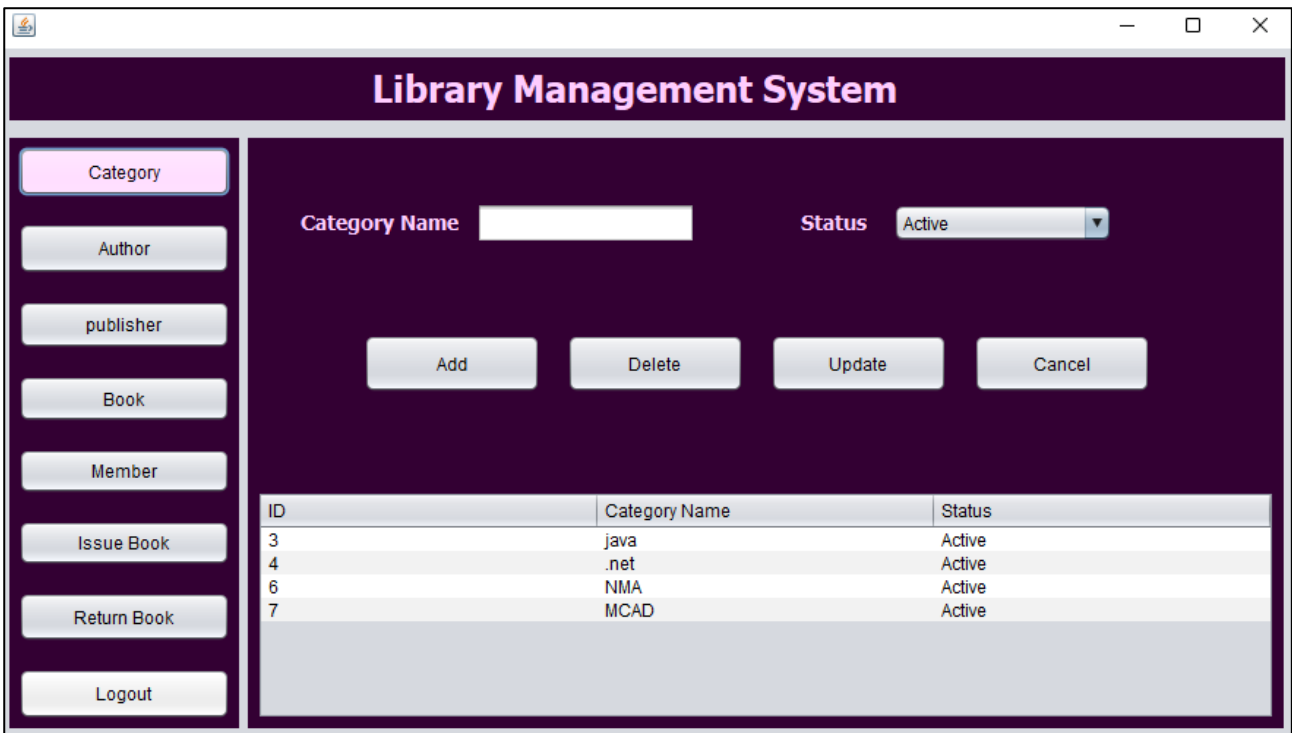 Library Management System
Category
Author
publisher
Book
Member
Issue Book
Return Book
Logout
Category Name
Status Active
Add Delete Update Cancel
ID Category Name Status
3 java Active
4 .net Active
6 NMA Active
7 MCAD Active